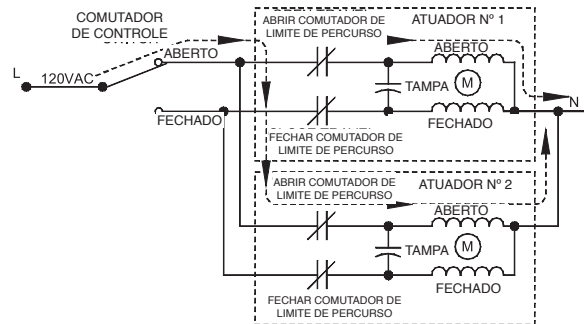 COMUTADOR
DE CONTROLE
ABRIR COMUTADOR DE
LIMITE DE PERCURSO
ATUADOR Nº 1
ABERTO
ABERTO
L
120VAC
TAMPA
M
N
FECHADO
FECHADO
FECHAR COMUTADOR DE
LIMITE DE PERCURSO
ABRIR COMUTADOR DE
LIMITE DE PERCURSO
ATUADOR Nº 2
ABERTO
TAMPA
M
FECHADO
FECHAR COMUTADOR DE
LIMITE DE PERCURSO